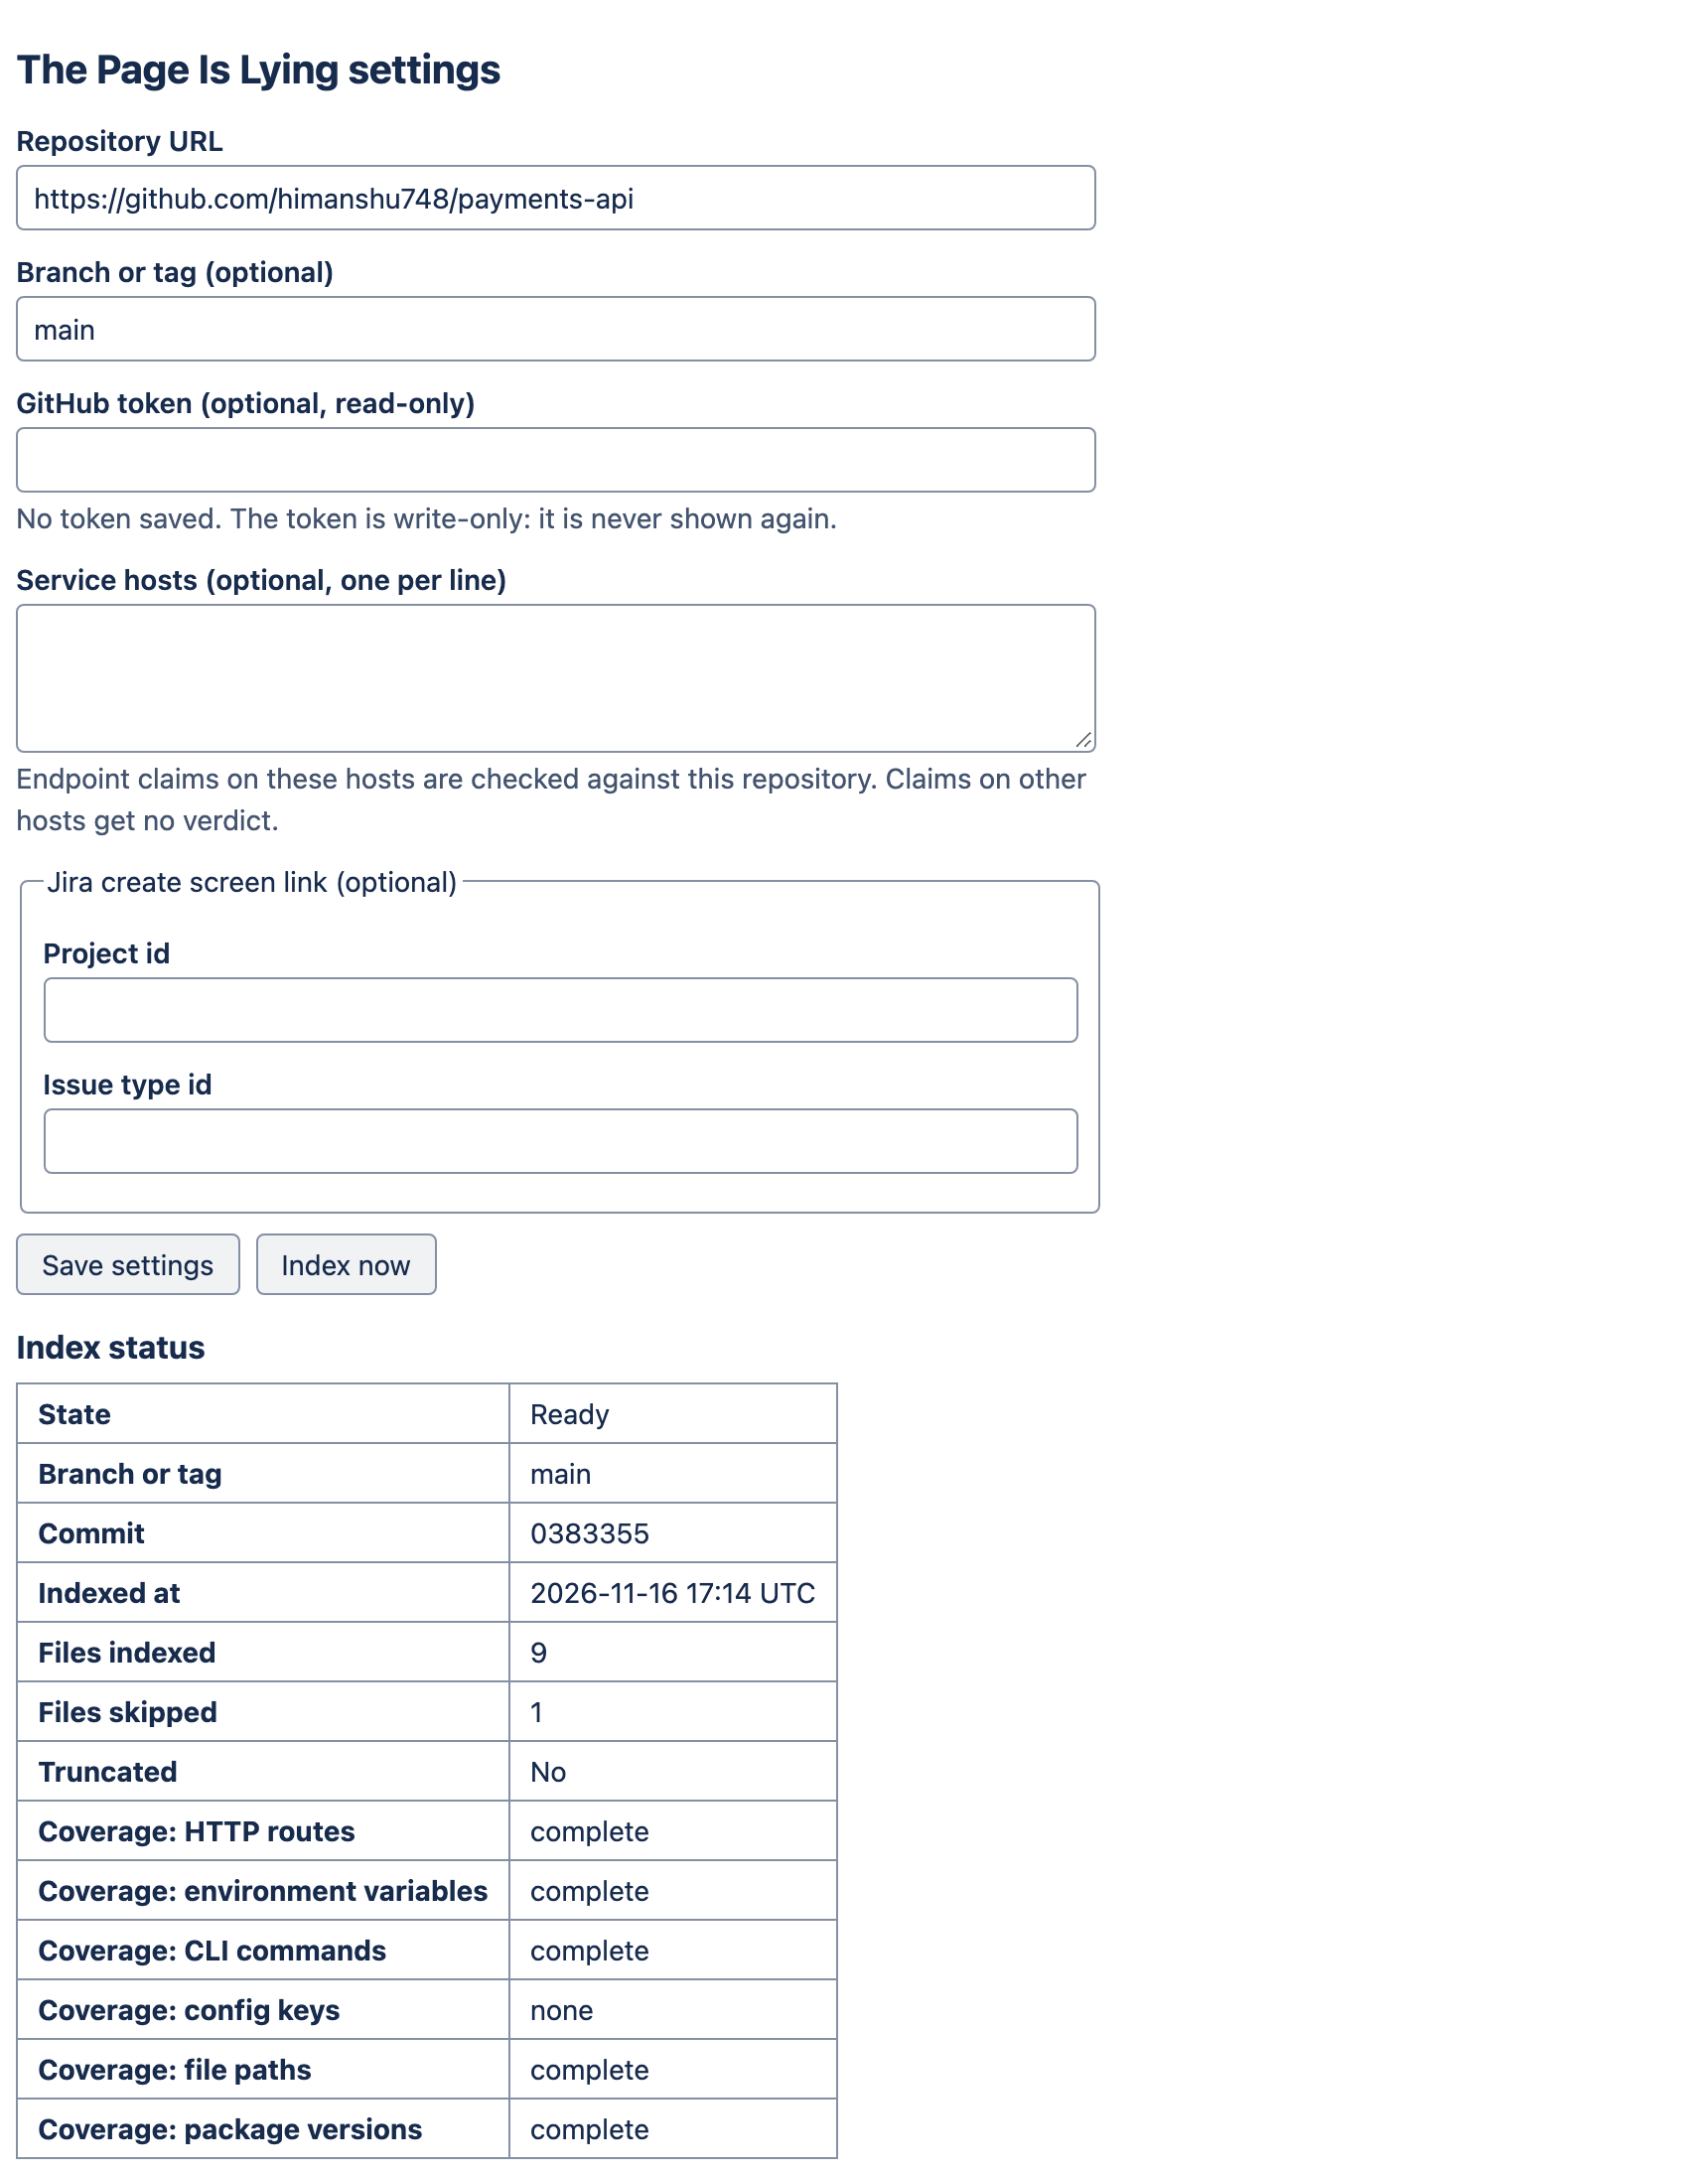 The Page Is Lying settings
Repository URL
https://github.com/himanshu748/payments-api
Branch or tag (optional)
main
GitHub token (optional, read-only)
No token saved. The token is write-only: it is never shown again.
Service hosts (optional, one per line)
Endpoint claims on these hosts are checked against this repository. Claims on other
hosts get no verdict.
Jira create screen link (optional)
Project id
Issue type id
Save settings Index now
Index status
State Ready
Branch or tag main
Commit 0383355
Indexed at 2026-11-16 17:14 UTC
Files indexed 9
Files skipped 1
Truncated No
Coverage: HTTP routes complete
Coverage: environment variables complete
Coverage: CLI commands complete
Coverage: config keys none
Coverage: file paths complete
Coverage: package versions complete